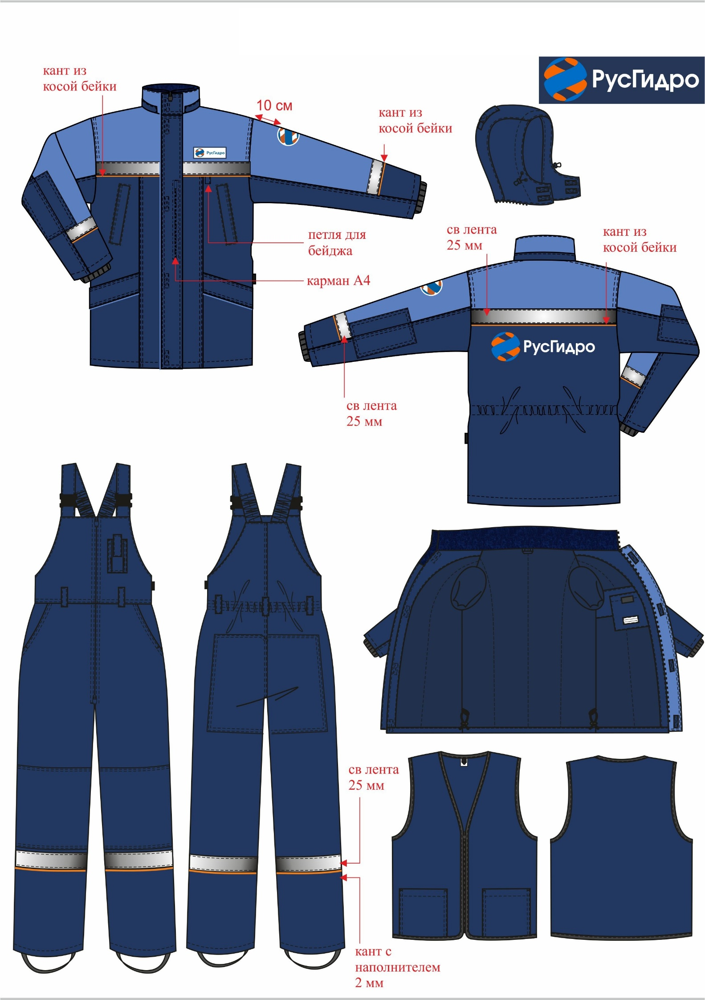 РусГидро
кант из
косой бейки
10 см
кант из
косой бейки
РусГидро
петля для
бейджа
карман А4
св лента
25 мм
кант из
косой бейки
РусГидро
св лента
25 мм
св лента
25 мм
кант с
наполнителем
2 мм